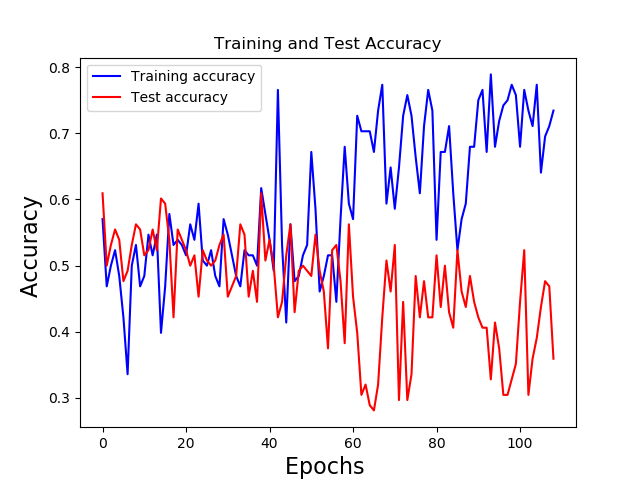 Training and Test Accuracy
Training accuracy
Test accuracy
Accuracy
0.8
0.7
0.6
0.5
0.4
0.3
0 20 40 60 80 100
Epochs